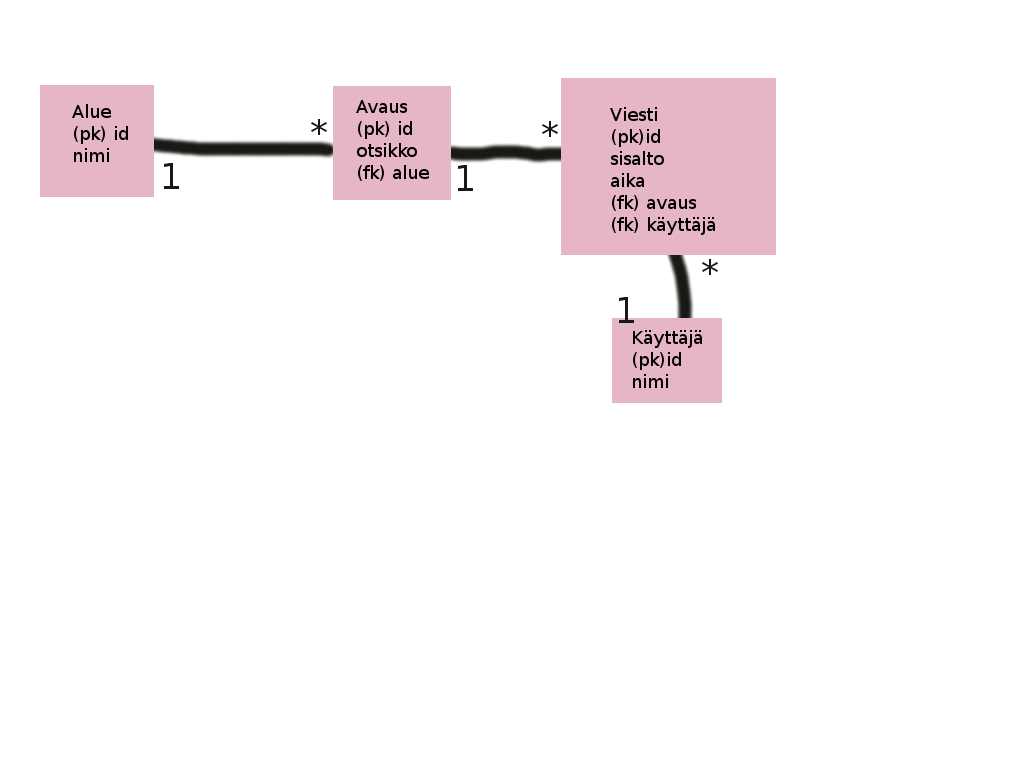 Alue
(pk) id
nimi
1
*
Avaus
(pk) id
otsikko
(fk) alue
1
*
Viesti
(pk)id
sisalto
aika
(fk) avaus
(fk) käyttäjä
*
1
Käyttäjä
(pk)id
nimi